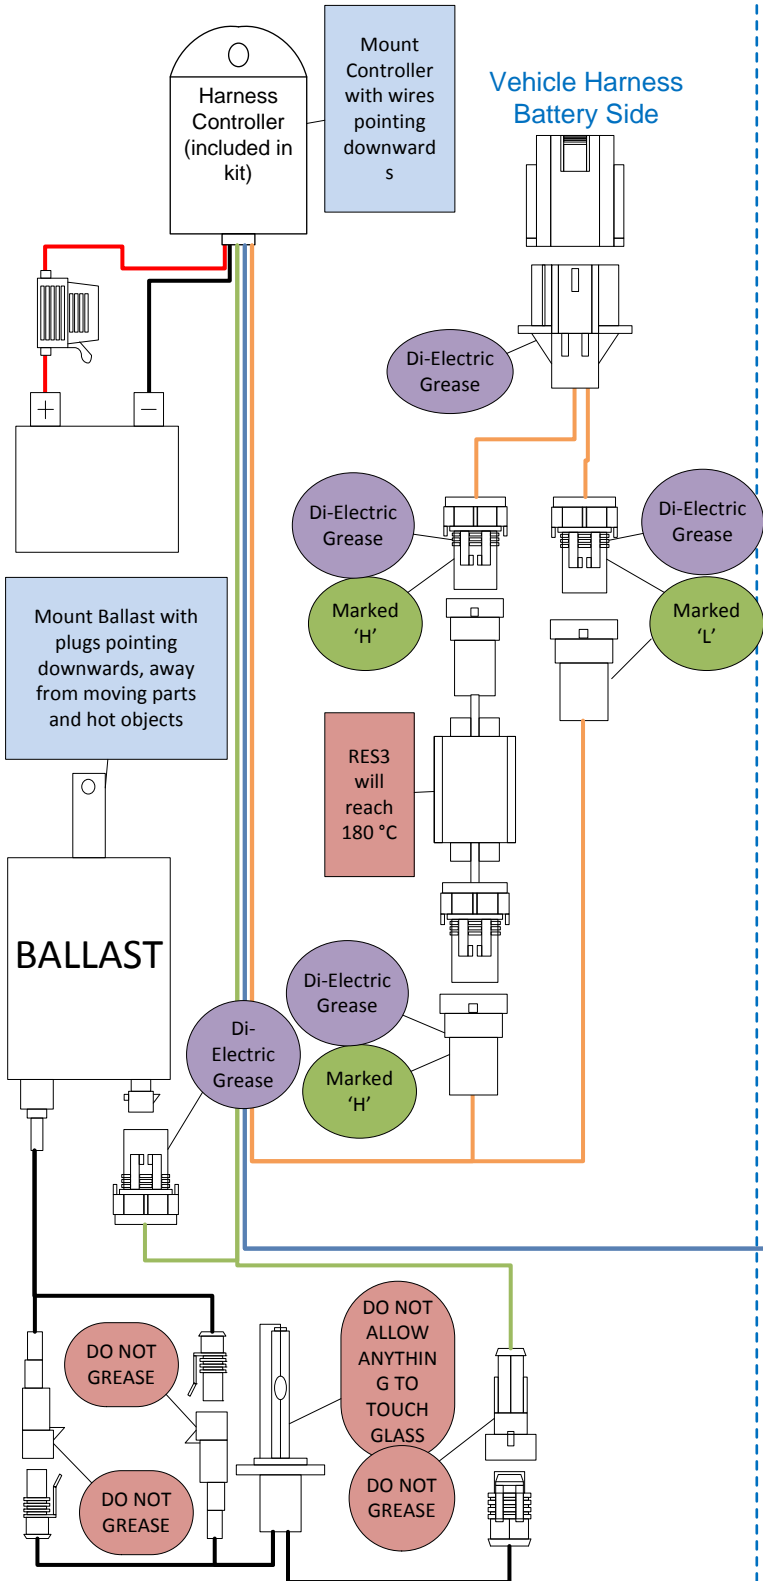 Mount
Controller
with wires
pointing
downward
s
Harness
Controller
(included in
kit)
Vehicle Harness
Battery Side
Di-Electric
Grease
+
−
Di-Electric
Grease
Marked
‘H’
Di-Electric
Grease
Marked
‘L’
Mount Ballast with
plugs pointing
downwards, away
from moving parts
and hot objects
RES3
will
reach
180 °C
BALLAST
Di-Electric
Grease
Marked
‘H’
Di-
Electric
Grease
DO NOT
GREASE
DO NOT
GREASE
DO NOT
ALLOW
ANYTHIN
G TO
TOUCH
GLASS
DO NOT
GREASE